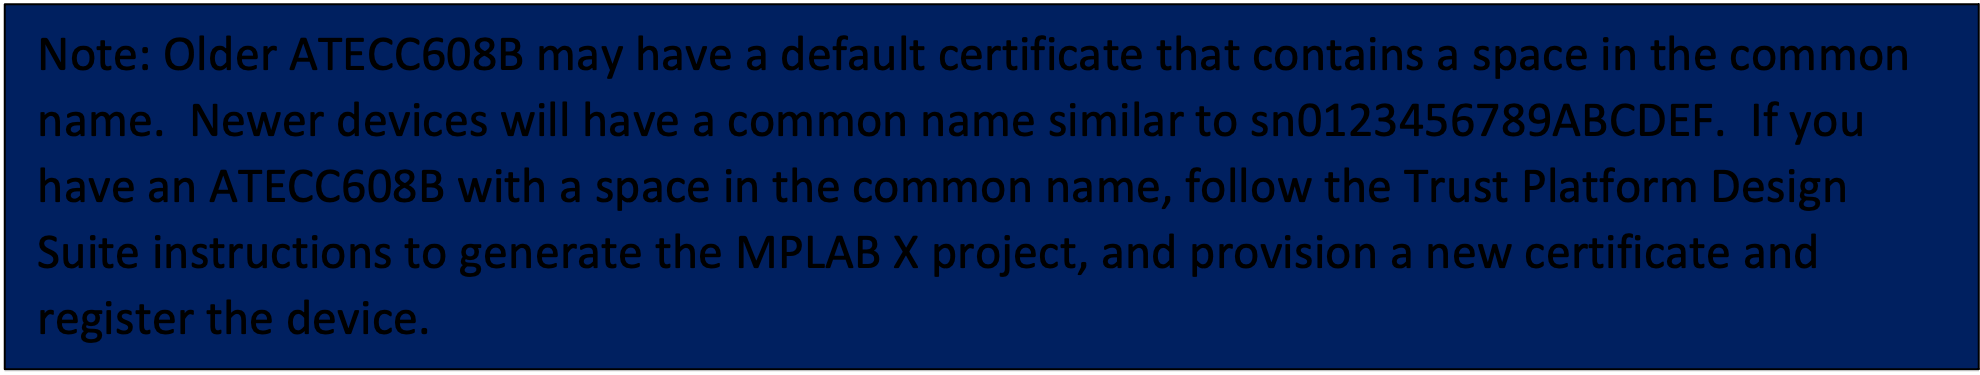 Note: Older ATECC608B may have a default certificate that contains a space in the common
name.  Newer devices will have a common name similar to sn0123456789ABCDEF.  If you
have an ATECC608B with a space in the common name, follow the Trust Platform Design
Suite instructions to generate the MPLAB X project, and provision a new certificate and
register the device.